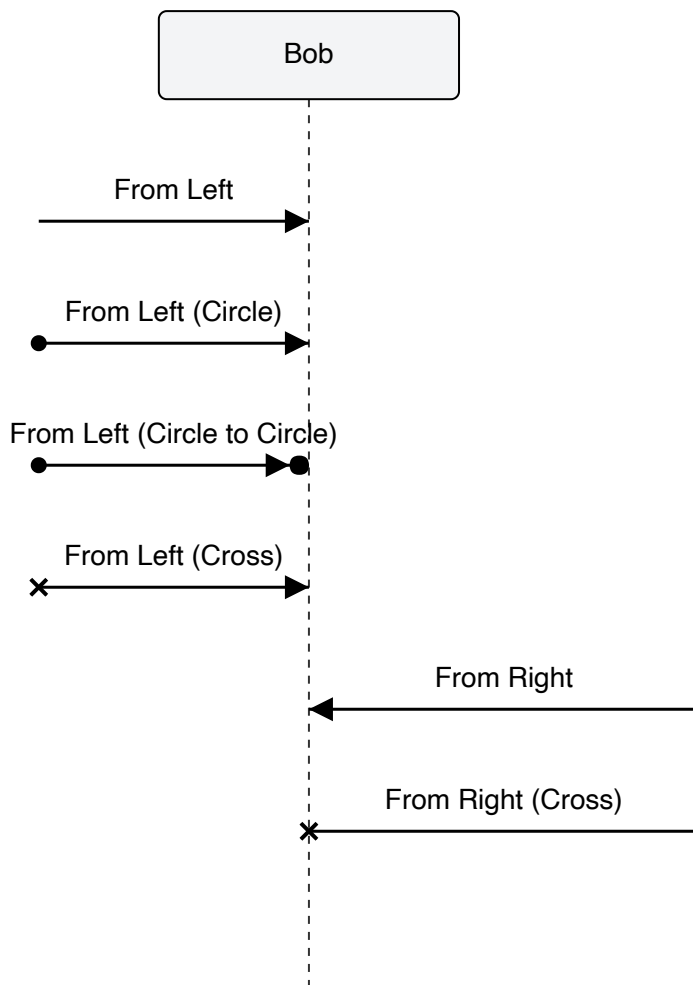 Bob
From Left
From Left (Circle)
From Left (Circle to Circle)
From Left (Cross)
From Right
From Right (Cross)